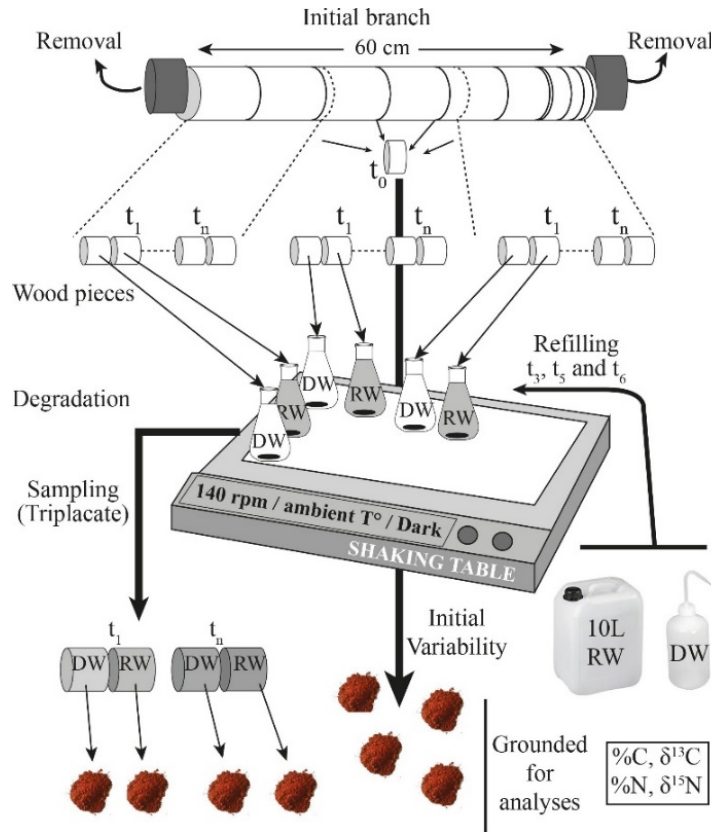 Initial branch
Removal
60 cm
Removal
t0
t1
tn
t1
tn
t1
tn
Wood pieces
Refilling
t3, t5 and t6
Degradation
DW
RW
DW
RW
DW
RW
Sampling
(Triplacate)
140 rpm / ambient T° / Dark
SHAKING TABLE
t1
tn
DW
RW
DW
RW
Initial
Variability
10L
RW
DW
Grounded
for
analyses
%C, δ¹³C
%N, δ¹⁵N